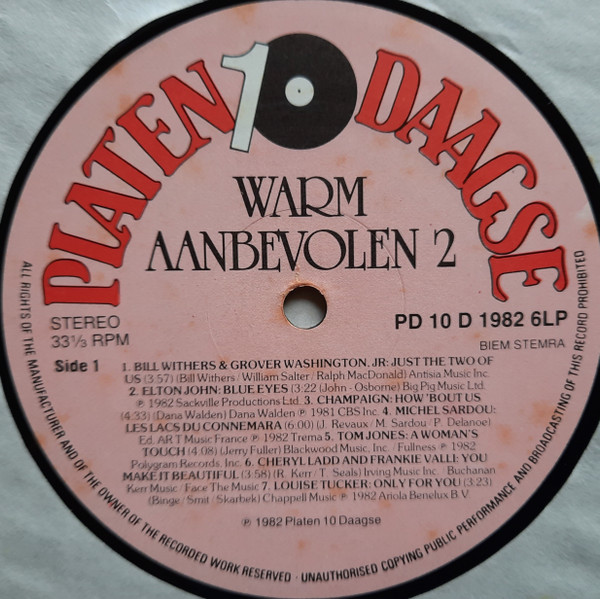 PLATEN 10 DAAGSE
WARM
AANBEVOLEN 2
STEREO
33⅓ RPM
PD 10 D 1982 6LP
BIEM STEMRA
Side 1
1. BILL WITHERS & GROVER WASHINGTON, JR: JUST THE TWO OF
US (3:57) (Bill Withers / William Salter / Ralph MacDonald) Antisia Music Inc.
2. ELTON JOHN: BLUE EYES (3:22 (John - Osborne) Big Pig Music Ltd.
℗ 1982 Sackville Productions Ltd. 3. CHAMPAIGN: HOW 'BOUT US
(4:33) (Dana Walden) Dana Walden ℗ 1981 CBS Inc. 4. MICHEL SARDOU:
LES LACS DU CONNEMARA (6:00) (J. Revaux / M. Sardou / P. Delanoe)
Ed. ART Music France ℗ 1982 Trema 5. TOM JONES: A WOMAN'S
TOUCH (4:08) (Jerry Fuller) Blackwood Music Inc. / Fullness ℗ 1982
Polygram Records, Inc. 6. CHERYL LADD AND FRANKIE VALLI: YOU
MAKE IT BEAUTIFUL (3:58) (R. Kerr / T. Seals) Irving Music Inc. / Buchanan
Kerr Music / Face The Music 7. LOUISE TUCKER: ONLY FOR YOU (3:23)
(Binge / Smit / Skarbek) Chappell Music ℗ 1982 Ariola Benelux B.V.
℗ 1982 Platen 10 Daagse
ALL RIGHTS OF THE MANUFACTURER AND OF THE OWNER OF THE RECORDED WORK RESERVED · UNAUTHORISED COPYING PUBLIC PERFORMANCE AND BROADCASTING OF THIS RECORD PROHIBITED